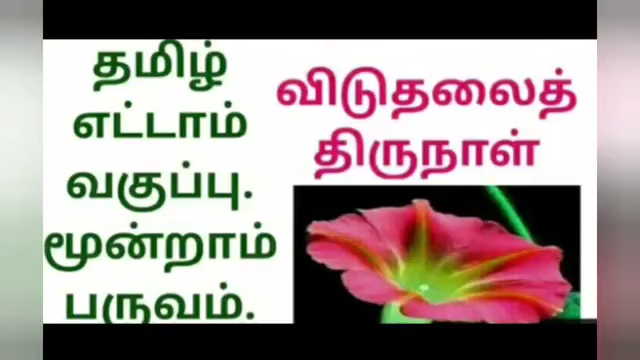 தமிழ்
எட்டாம்
வகுப்பு.
மூன்றாம்
பருவம்.
விடுதலைத்
திருநாள்